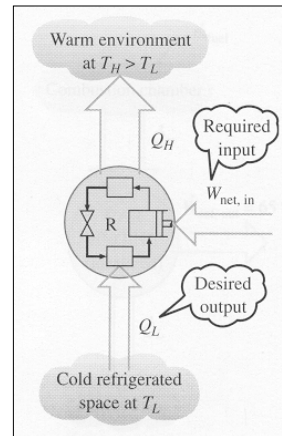 Warm environment
at T_H > T_L
Q_H
Required
input
W_net, in
R
Desired
output
Q_L
Cold refrigerated
space at T_L